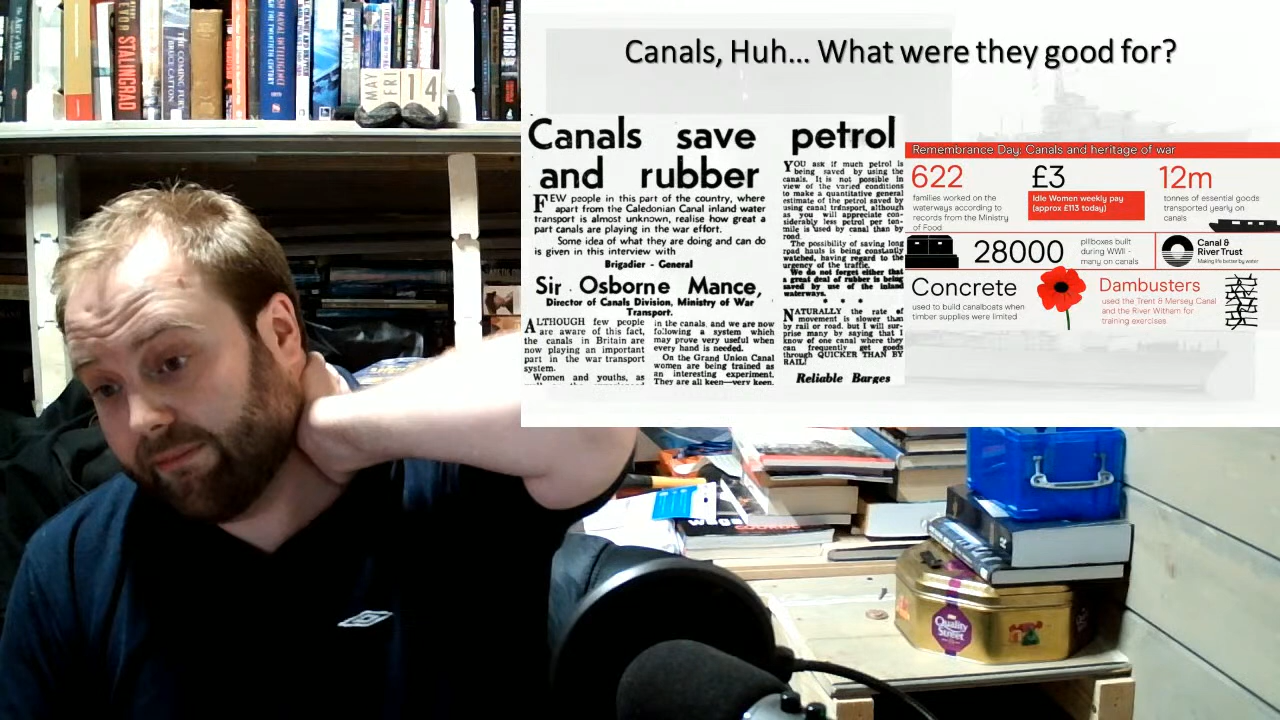 Canals, Huh... What were they good for?
Canals save petrol
and rubber
FEW people in this part of the country, where
apart from the Caledonian Canal inland water
transport is almost unknown, realise how great a
part canals are playing in the war effort.
Some idea of what they are doing and can do
is given in this interview with
Brigadier - General
Sir Osborne Mance,
Director of Canals Division, Ministry of War
Transport.
ALTHOUGH few people
are aware of this fact,
the canals in Britain are
now playing an important
part in the war transport
system.
Women and youths, as
in the canals, and we are now
following a system which
may prove very useful when
every hand is needed.
On the Grand Union Canal
women are being trained as
an interesting experiment.
They are all keen—very keen,
YOU ask if much petrol is
being saved by using the
canals. It is not possible in
view of the varied conditions
to make a quantitative general
estimate of the petrol saved by
using canal transport, although
as you will appreciate con-
siderably less petrol per ton-
mile is used by canal than by
road.
The possibility of saving long
road hauls is being constantly
watched, having regard to the
urgency of the traffic.
We do not forget either that
a great deal of rubber is being
saved by use of the inland
waterways.
* * *
NATURALLY the rate of
movement is slower than
by rail or road, but I will sur-
prise many by saying that I
know of one canal where they
can frequently get goods
through QUICKER THAN BY
RAIL!
Reliable Barges
Remembrance Day: Canals and heritage of war
622
families worked on the
waterways according to
records from the Ministry
of Food
£3
Idle Women weekly pay
(approx £113 today)
12m
tonnes of essential goods
transported yearly on
canals
28000
pillboxes built
during WWII -
many on canals
Canal &
River Trust
Making life better by water
Concrete
used to build canalboats when
timber supplies were limited
Dambusters
used the Trent & Mersey Canal
and the River Witham for
training exercises
STALINGRAD
THE COMING FURY
BRUCE CATTON
NAVAL INTELLIGENCE
FALKLANDS
THE VICTORS
MAY
FRI
14
Quality
Street